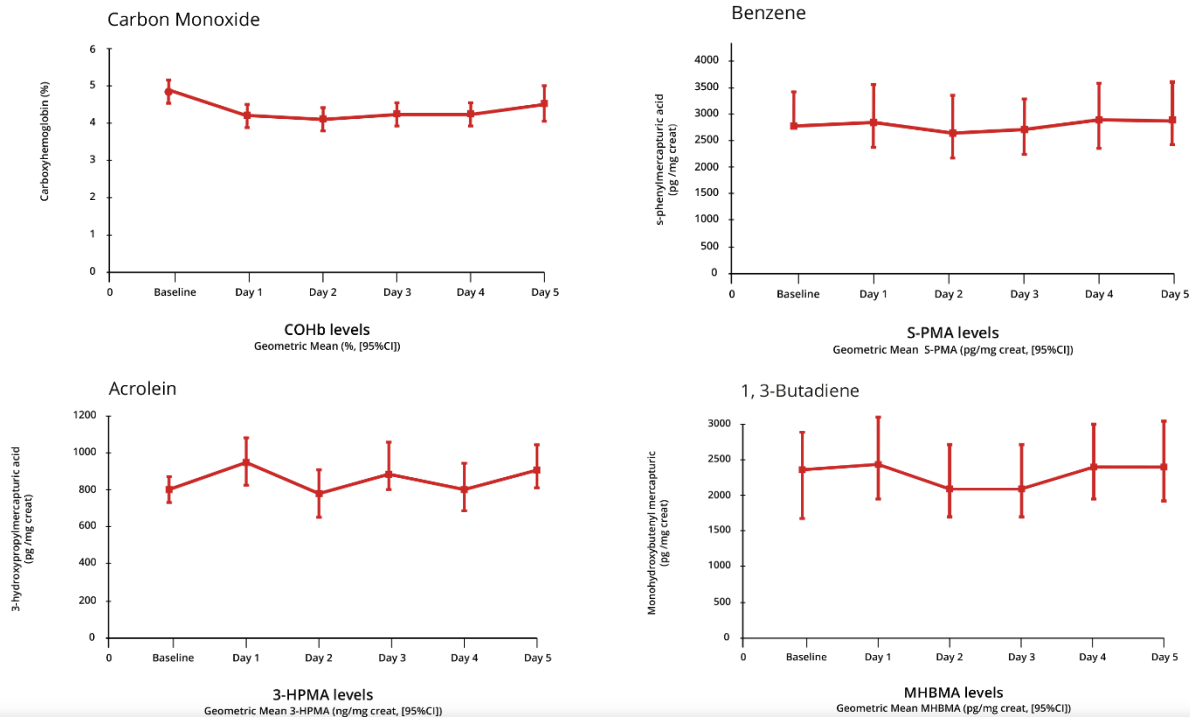 Carbon Monoxide
Carboxyhemoglobin (%)
6
5
4
3
2
1
0
0 Baseline Day 1 Day 2 Day 3 Day 4 Day 5
COHb levels
Geometric Mean (%, [95%CI])
Benzene
s-phenylmercapturic acid
(pg /mg creat)
4000
3500
3000
2500
2000
1500
1000
500
0
0 Baseline Day 1 Day 2 Day 3 Day 4 Day 5
S-PMA levels
Geometric Mean S-PMA (pg/mg creat, [95%CI])
Acrolein
3-hydroxypropylmercapturic acid
(pg /mg creat)
1200
1000
800
600
400
200
0
0 Baseline Day 1 Day 2 Day 3 Day 4 Day 5
3-HPMA levels
Geometric Mean 3-HPMA (ng/mg creat, [95%CI])
1, 3-Butadiene
Monohydroxybutenyl mercapturic
(pg /mg creat)
3000
2500
2000
1500
1000
500
0
0 Baseline Day 1 Day 2 Day 3 Day 4 Day 5
MHBMA levels
Geometric Mean MHBMA (pg/mg creat, [95%CI])